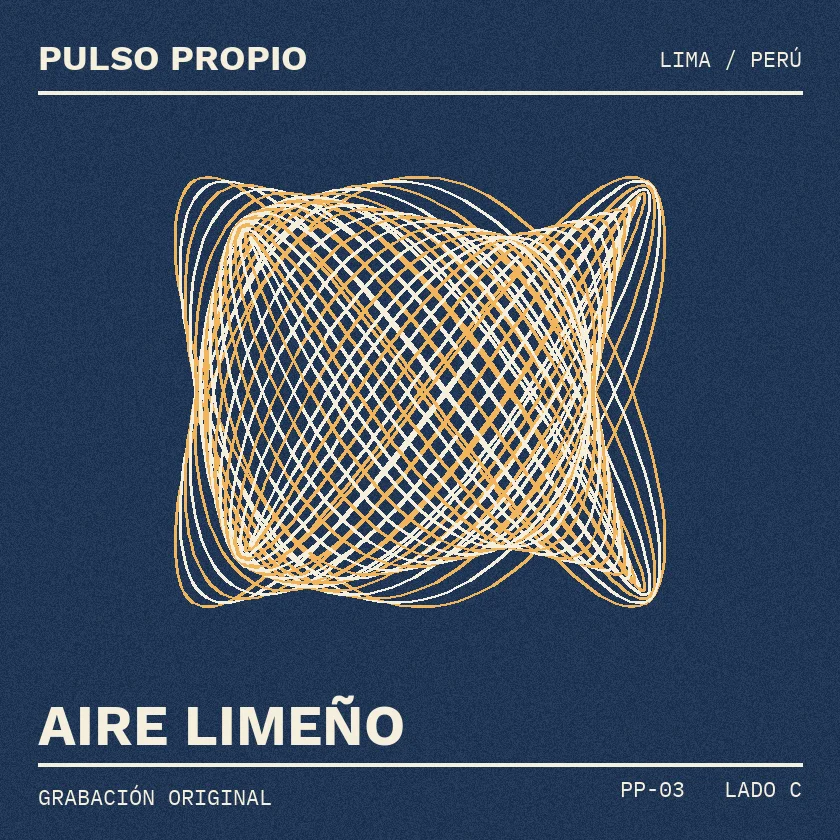 PULSO PROPIO
LIMA / PERÚ
AIRE LIMEÑO
GRABACIÓN ORIGINAL
PP-03 LADO C